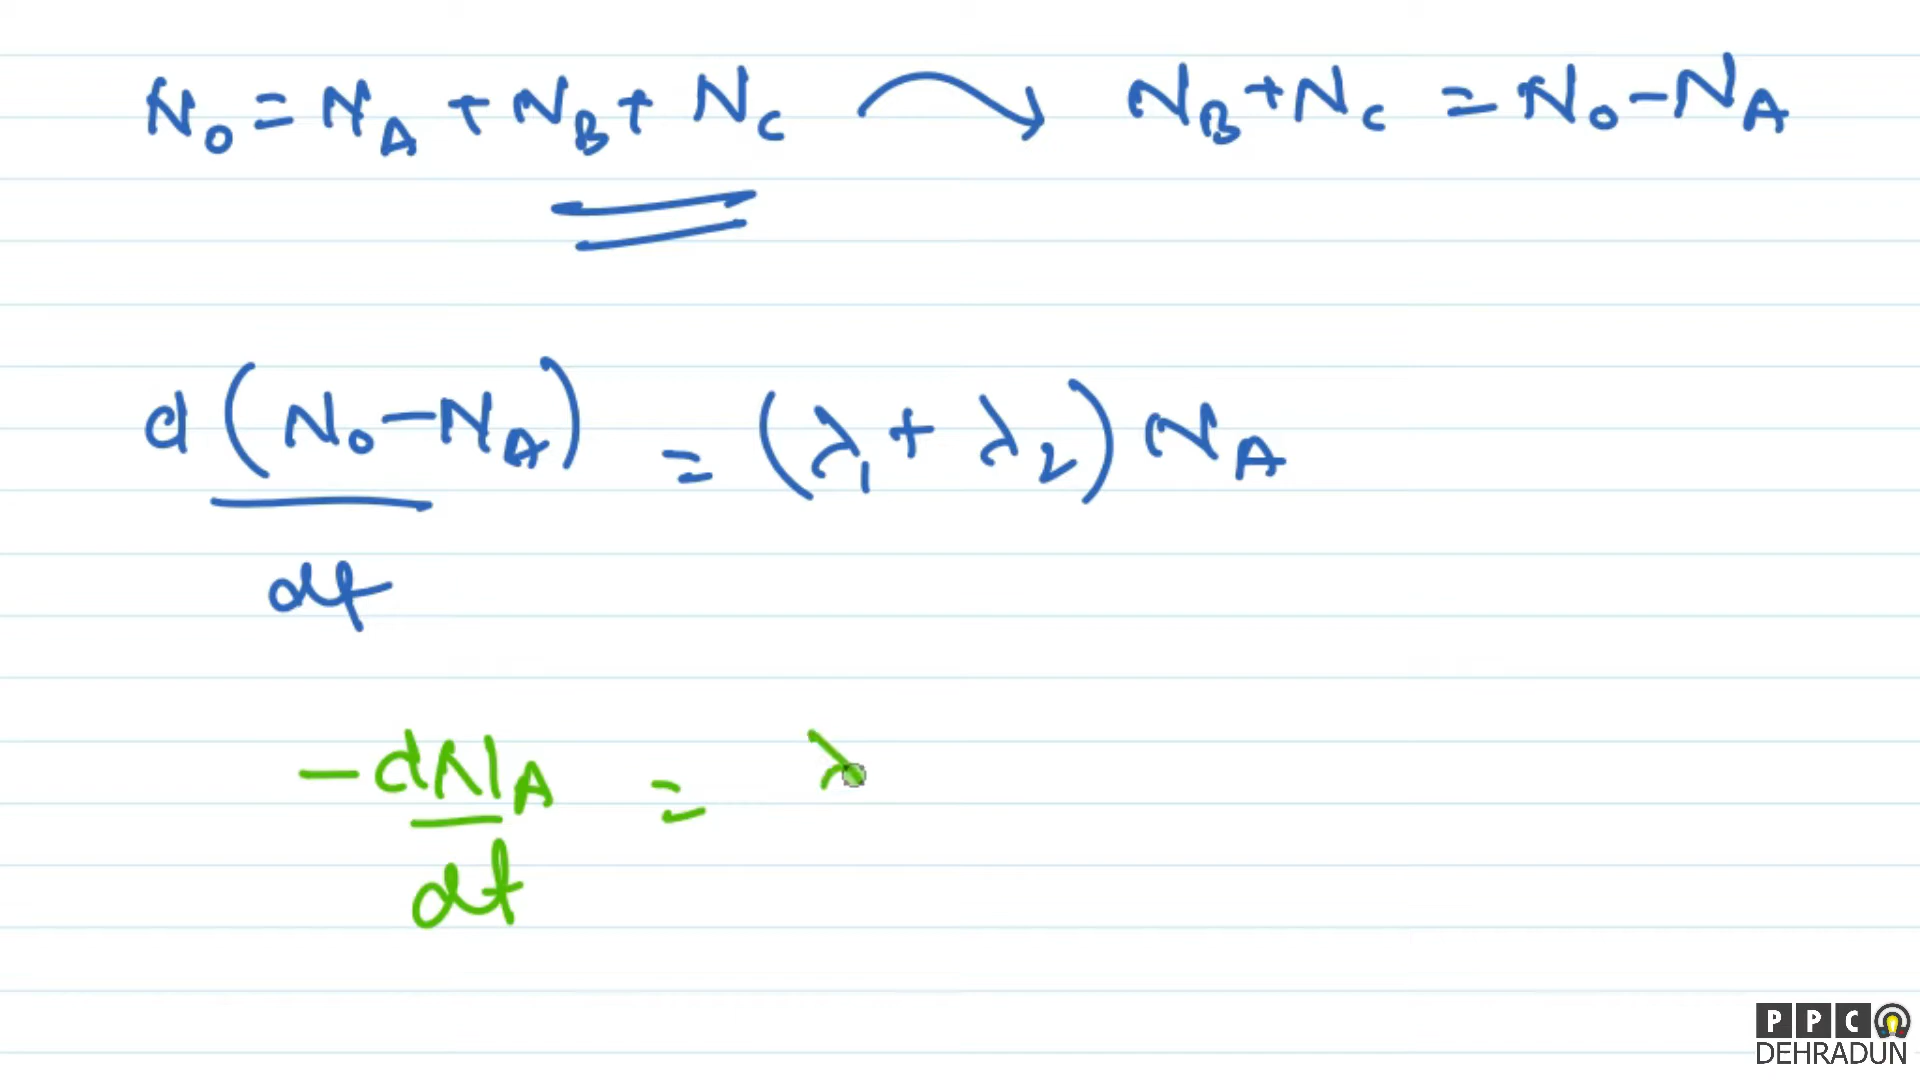 N₀ = N_A + N_B + N_C → N_B + N_C = N₀ - N_A
d(N₀ - N_A) = (λ₁ + λ₂) N_A
dt
-dN_A = λ
dt
PPC
DEHRADUN